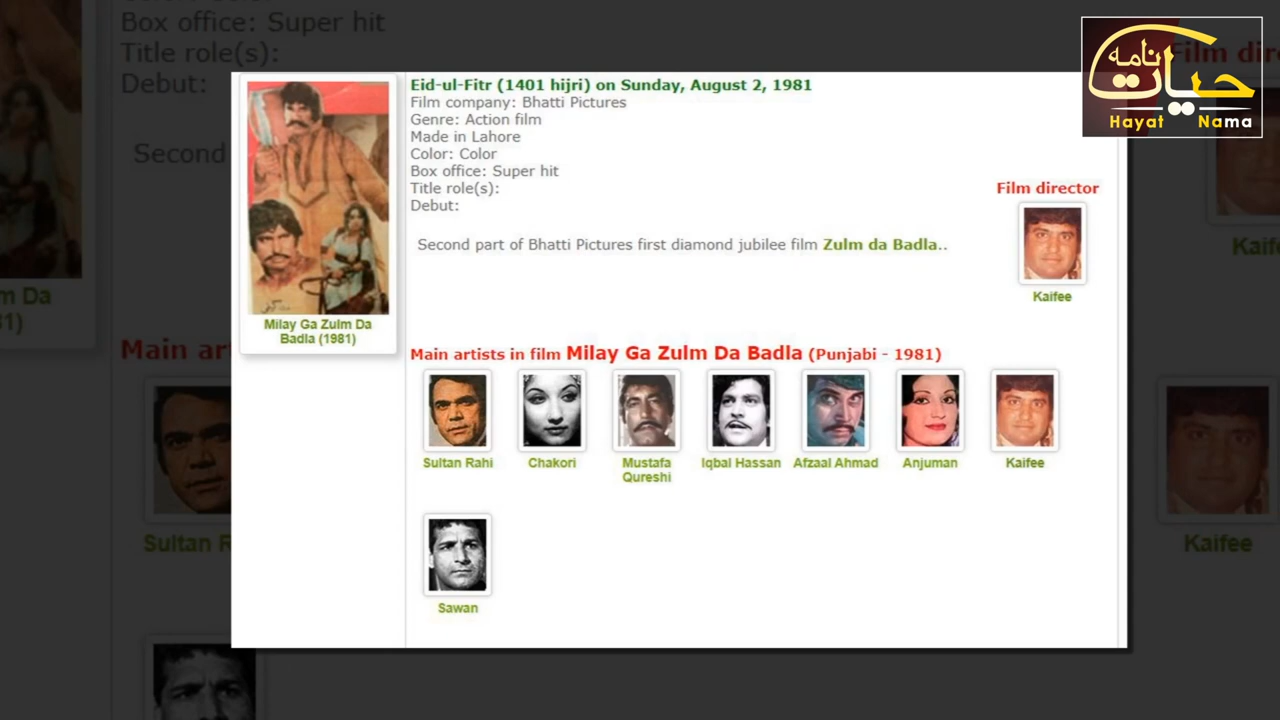 Box office: Super hit
Title role(s):
Debut:
Second
Main ar
Sultan R
Kaifee
نامہ
حیات
Hayat Nama
Film dir
Eid-ul-Fitr (1401 hijri) on Sunday, August 2, 1981
Film company: Bhatti Pictures
Genre: Action film
Made in Lahore
Color: Color
Box office: Super hit
Title role(s):
Debut:
Second part of Bhatti Pictures first diamond jubilee film Zulm da Badla..
Film director
Kaifee
Milay Ga Zulm Da
Badla (1981)
Main artists in film Milay Ga Zulm Da Badla (Punjabi - 1981)
Sultan Rahi
Chakori
Mustafa
Qureshi
Iqbal Hassan
Afzaal Ahmad
Anjuman
Kaifee
Sawan